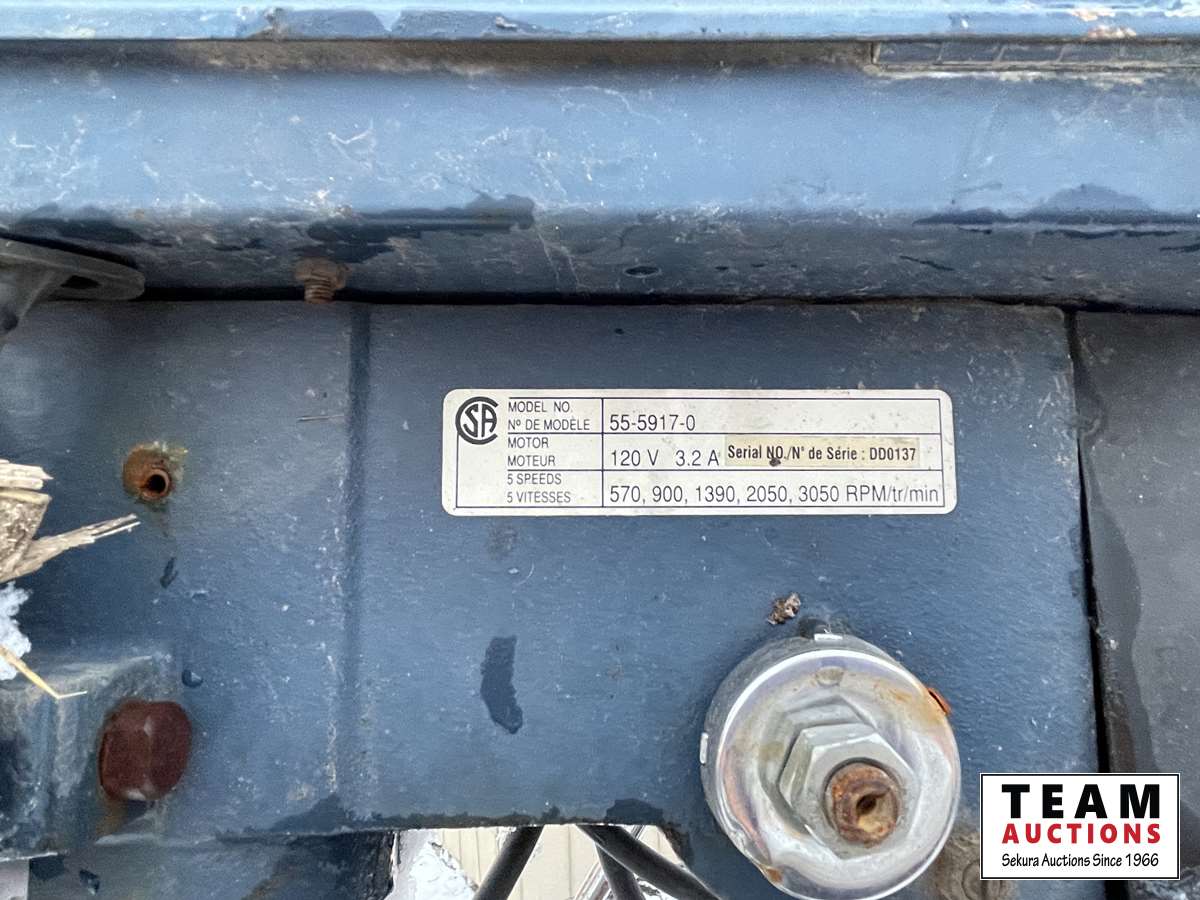 SA
MODEL NO.
Nº DE MODÈLE
55-5917-0
MOTOR
MOTEUR
120 V 3.2 A
Serial NO./N° de Série : DD0137
5 SPEEDS
5 VITESSES
570, 900, 1390, 2050, 3050 RPM/tr/min
TEAM
AUCTIONS
Sekura Auctions Since 1966